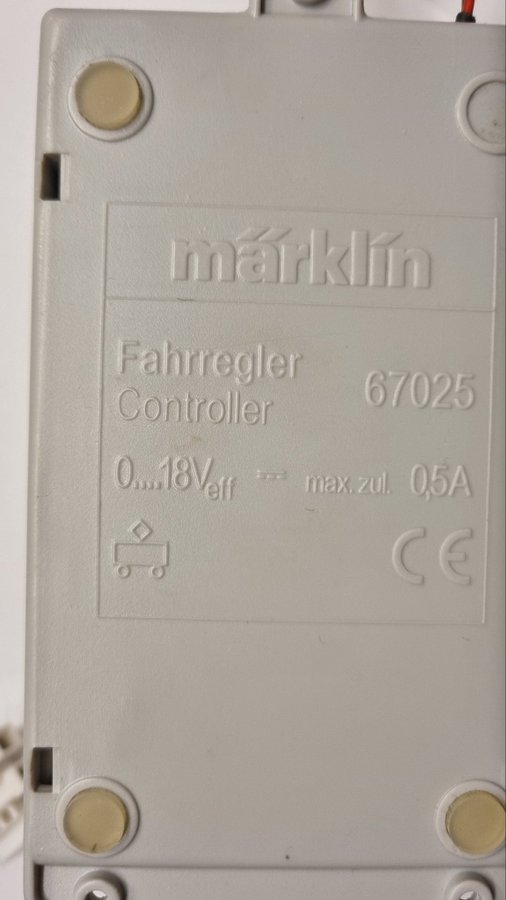 märklin
Fahrregler
Controller
67025
0....18Veff ⎓ max. zul. 0,5A
CE